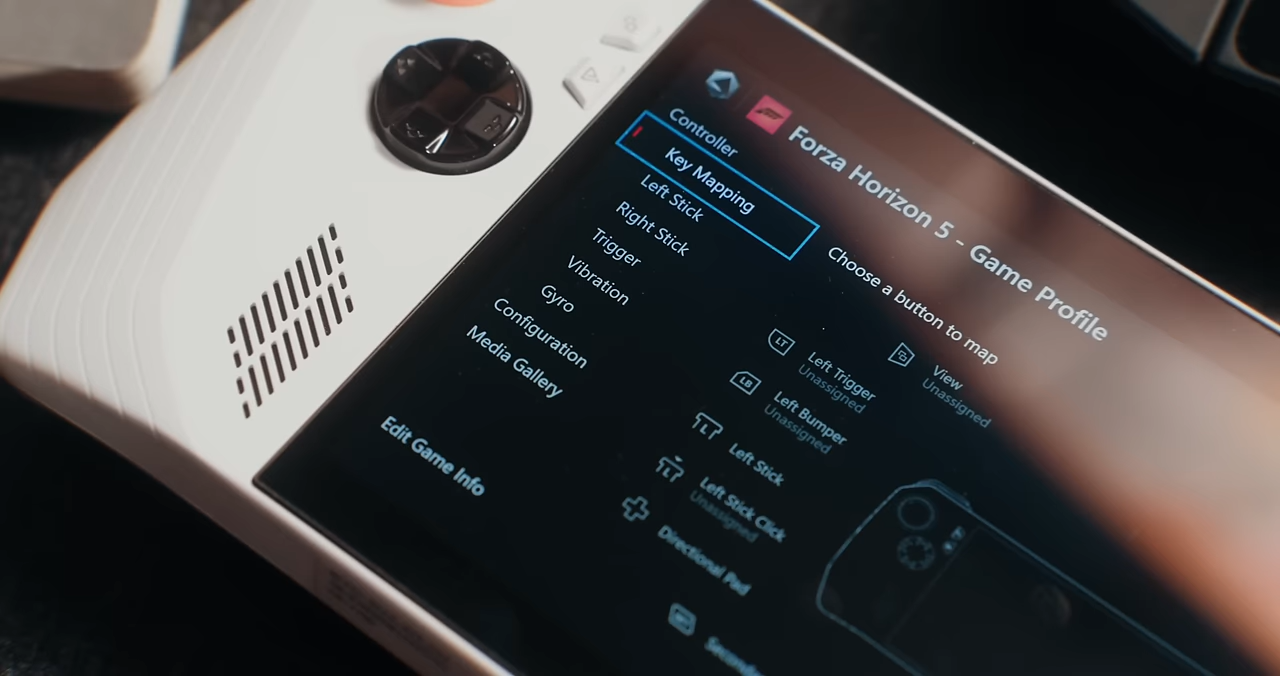 Forza Horizon 5 - Game Profile
Controller
Key Mapping
Left Stick
Right Stick
Trigger
Vibration
Gyro
Configuration
Media Gallery
Edit Game Info
Choose a button to map
LT
Left Trigger
Unassigned
View
Unassigned
LB
Left Bumper
Unassigned
Left Stick
Left Stick Click
Unassigned
Directional Pad